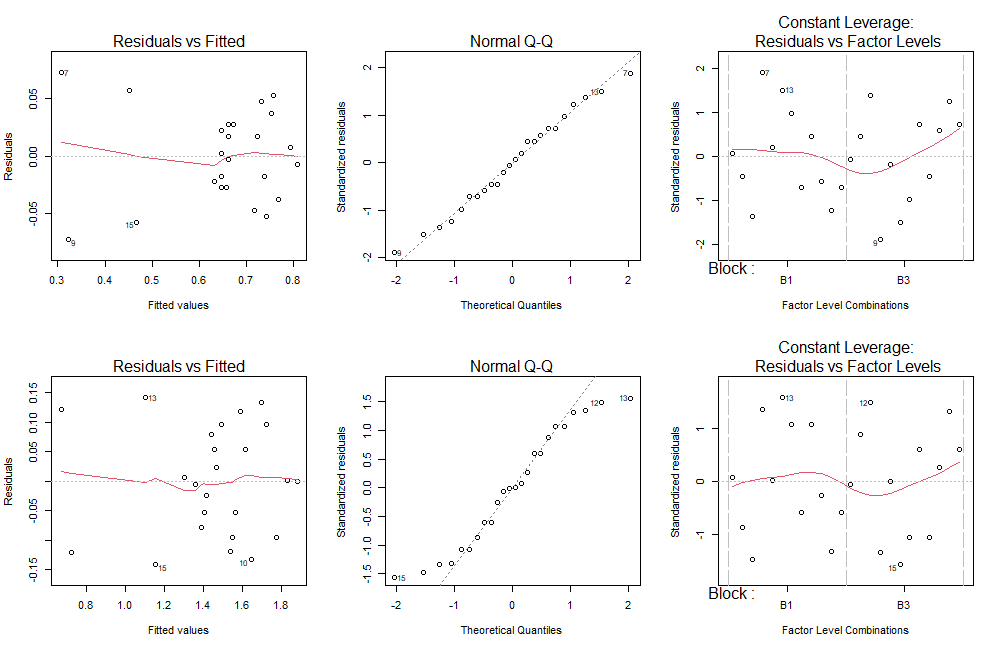 Residuals vs Fitted
Residuals
-0.05 0.00 0.05
7
15
9
0.3 0.4 0.5 0.6 0.7 0.8
Fitted values
Normal Q-Q
Standardized residuals
-2 -1 0 1 2
13
7
9
-2 -1 0 1 2
Theoretical Quantiles
Constant Leverage:
Residuals vs Factor Levels
Standardized residuals
-2 -1 0 1 2
7
13
9
Block :
B1 B3
Factor Level Combinations
Residuals vs Fitted
Residuals
-0.15 -0.05 0.05 0.10 0.15
13
15
10
0.8 1.0 1.2 1.4 1.6 1.8
Fitted values
Normal Q-Q
Standardized residuals
-1.5 -1.0 -0.5 0.0 0.5 1.0 1.5
12
13
15
-2 -1 0 1 2
Theoretical Quantiles
Constant Leverage:
Residuals vs Factor Levels
Standardized residuals
-1 0 1
13
12
15
Block :
B1 B3
Factor Level Combinations